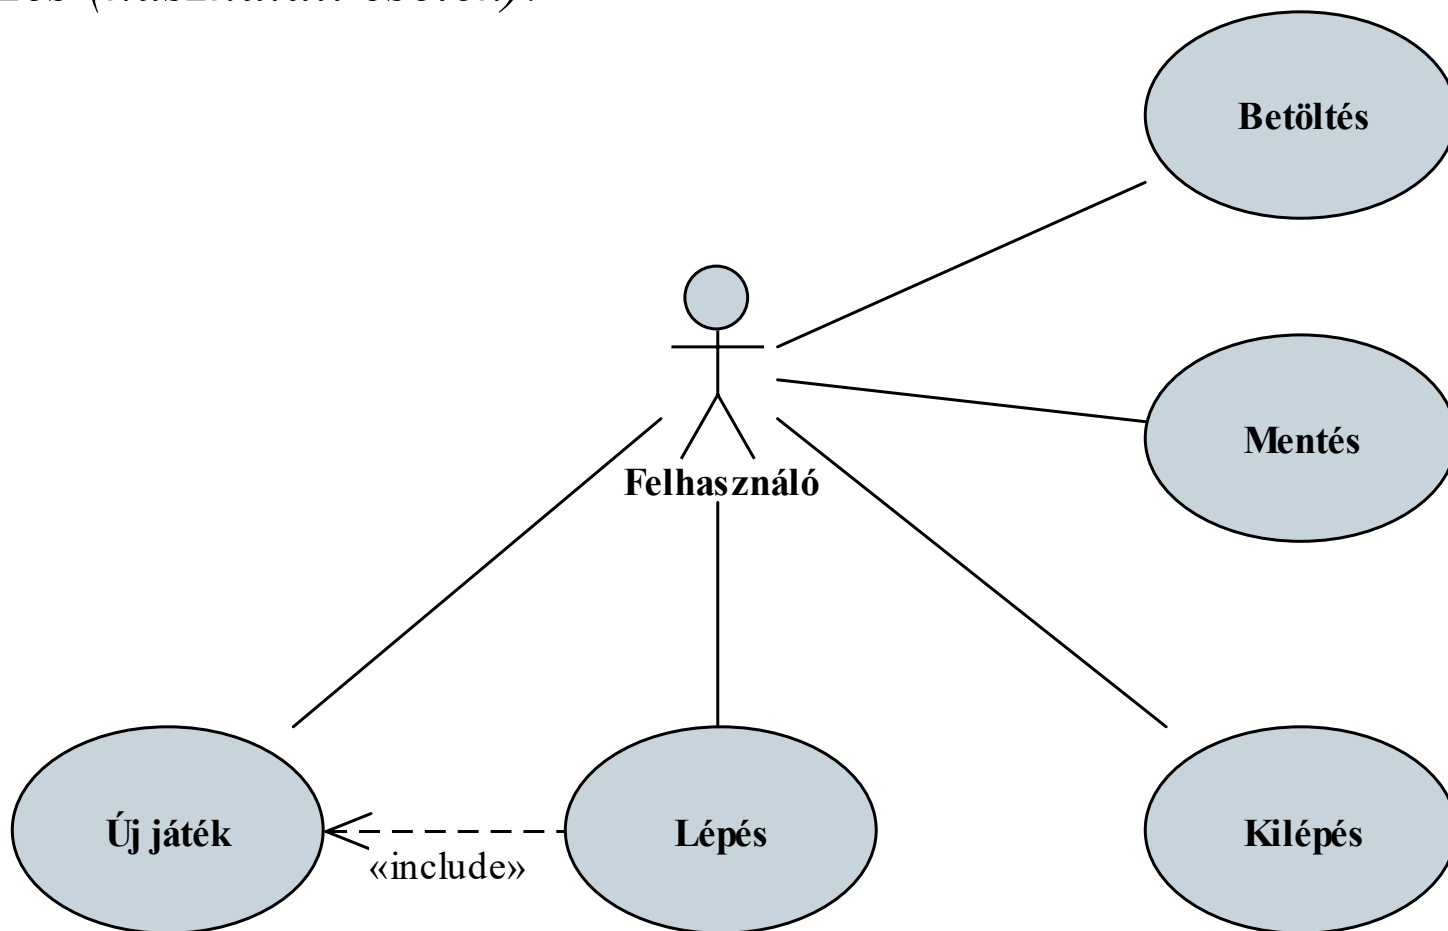 Betöltés
Mentés
Felhasználó
Új játék
«include»
Lépés
Kilépés